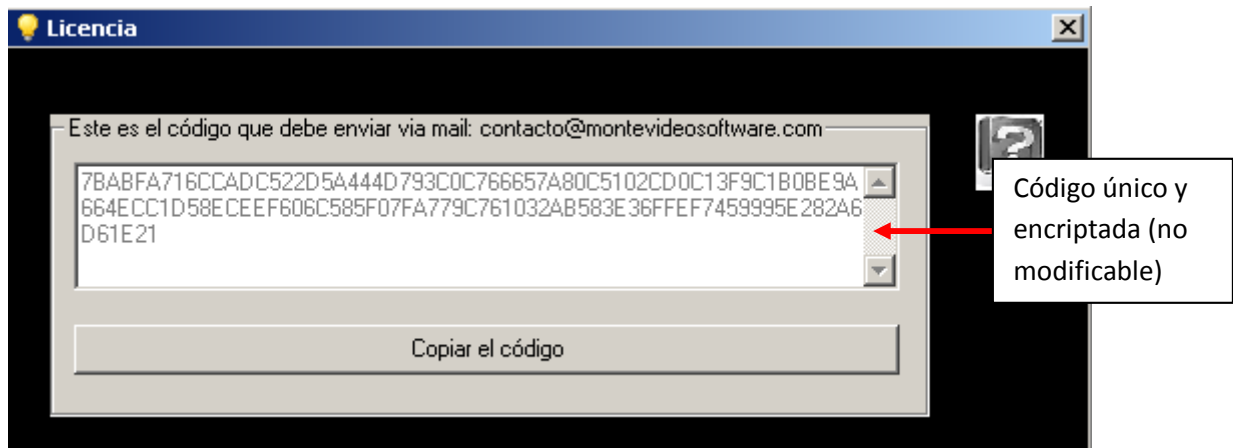 Licencia
Este es el código que debe enviar via mail: contacto@montevideosoftware.com
7BABFA716CCADC522D5A444D793C0C766657A80C5102CD0C13F9C1B0BE9A
664ECC1D58ECEEF606C585F07FA779C761032AB583E36FFEF7459995E282A6
D61E21
Copiar el código
Código único y
encriptada (no
modificable)